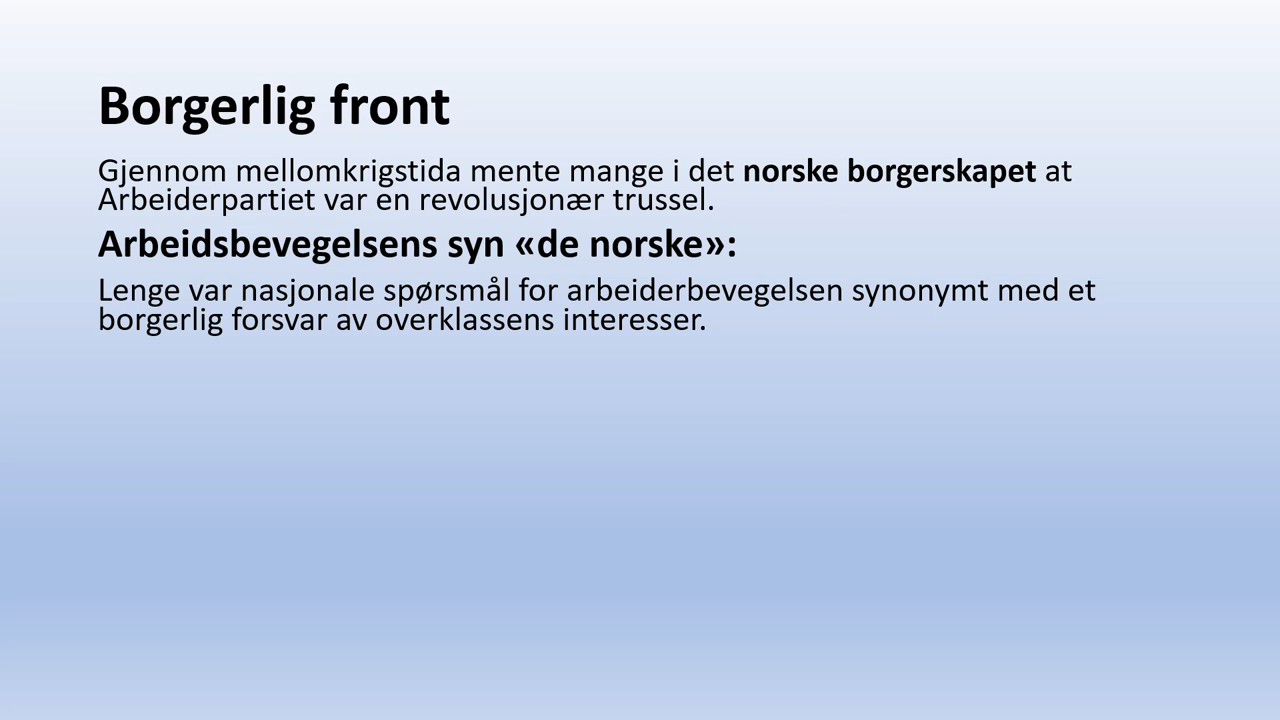 Borgerlig front
Gjennom mellomkrigstida mente mange i det norske borgerskapet at
Arbeiderpartiet var en revolusjonær trussel.
Arbeidsbevegelsens syn «de norske»:
Lenge var nasjonale spørsmål for arbeiderbevegelsen synonymt med et
borgerlig forsvar av overklassens interesser.